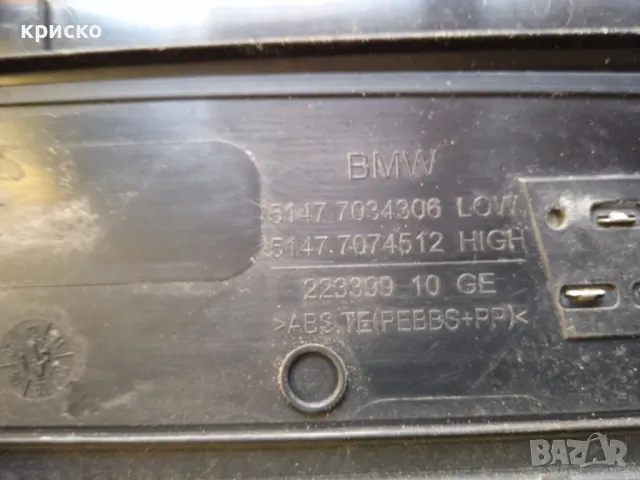 криско
BMW
5147 7034306 LOW
5147.7074512 HIGH
223399 10 GE
>ABS.TE(PEBBS+PP)<
BAZAR